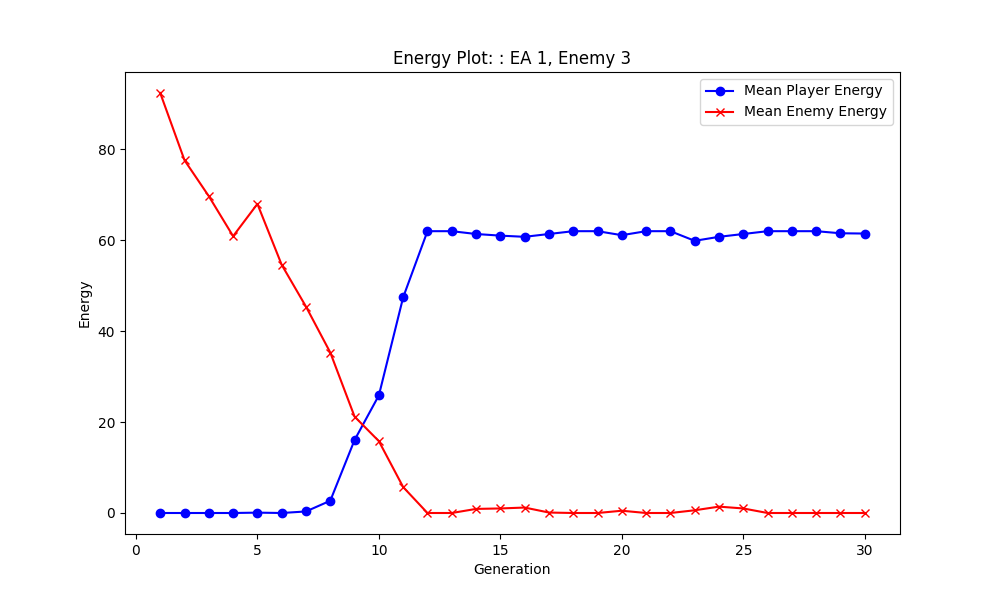 Energy Plot: : EA 1, Enemy 3
Mean Player Energy
Mean Enemy Energy
Energy
80
60
40
20
0
0 5 10 15 20 25 30
Generation